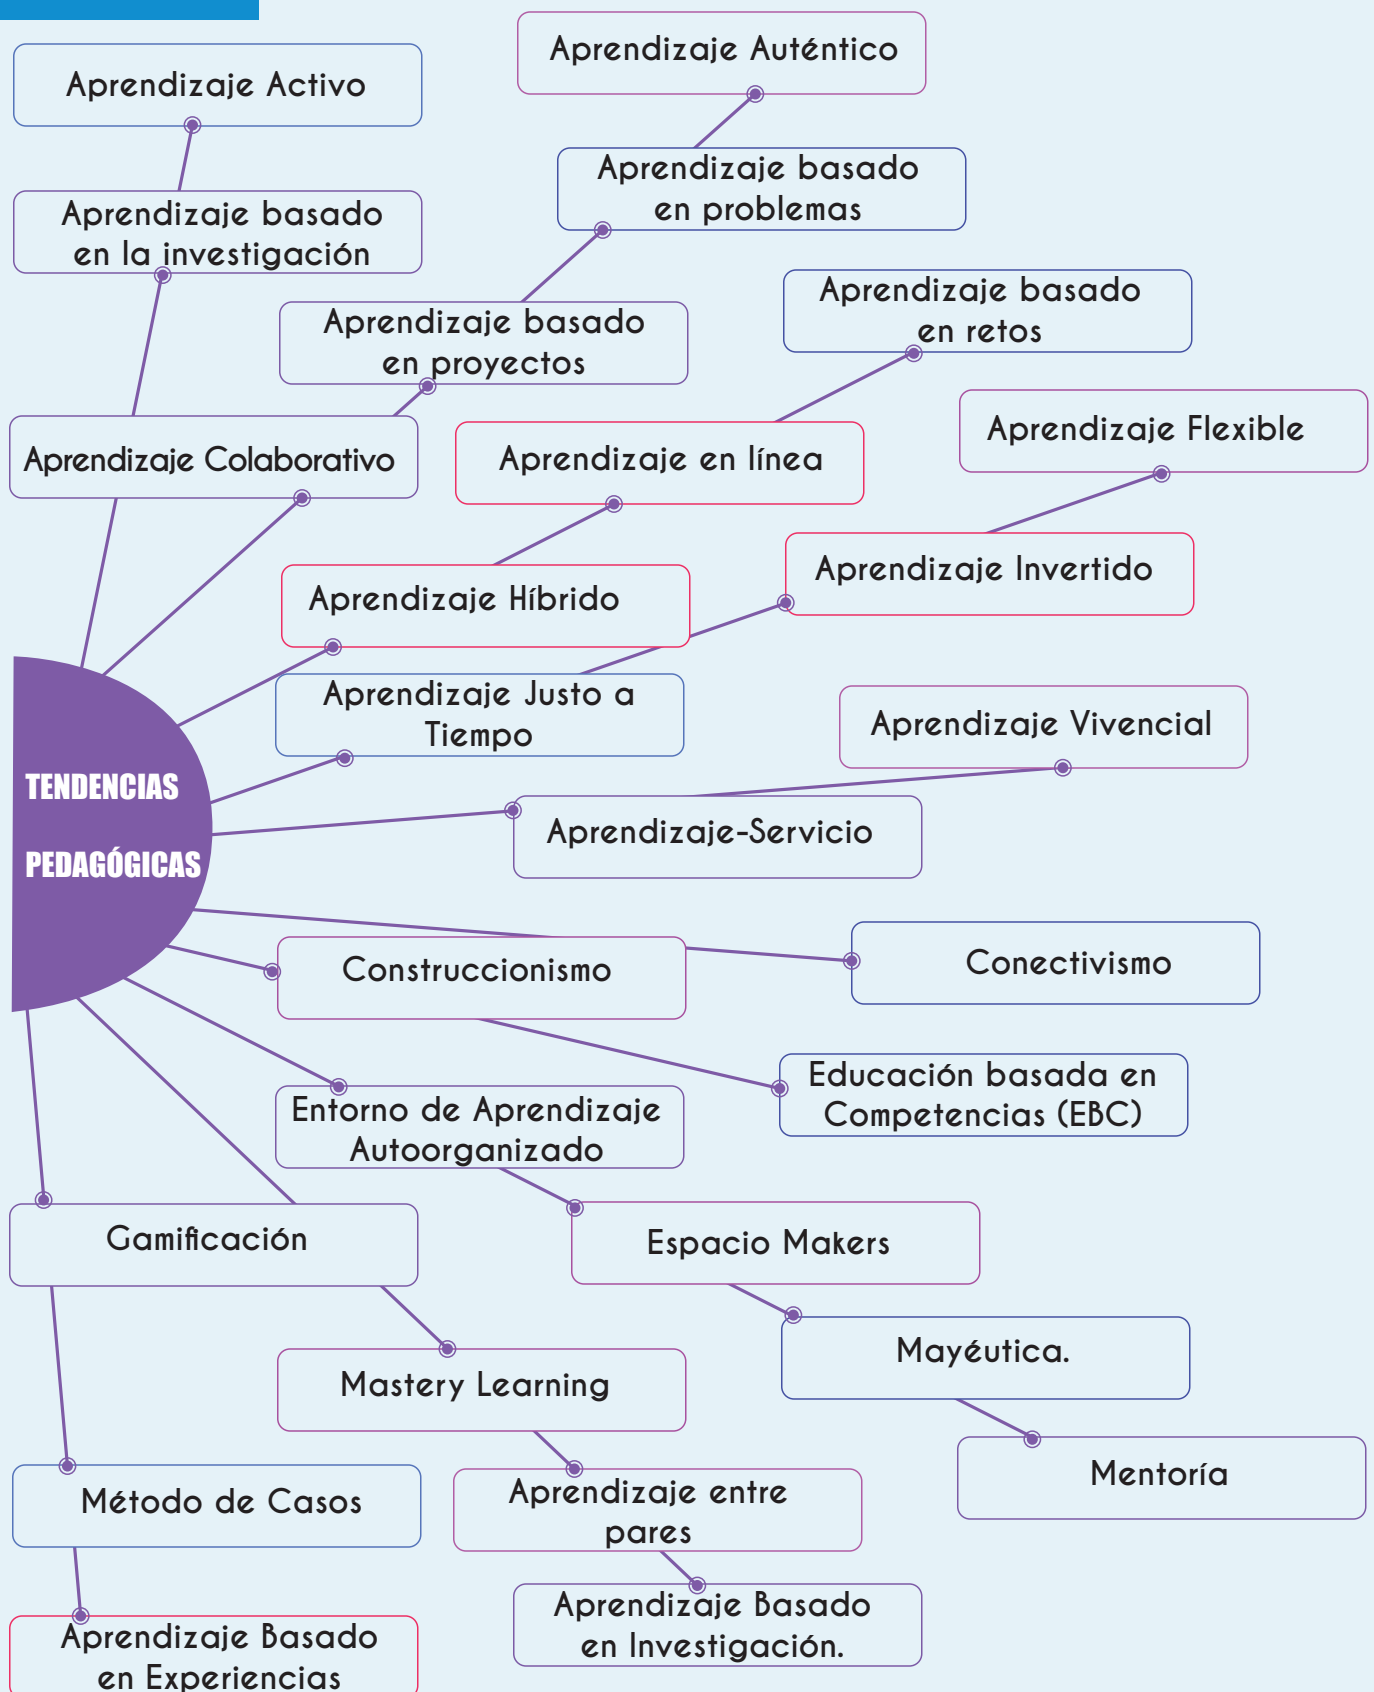 Aprendizaje Auténtico
Aprendizaje Activo
Aprendizaje basado
en problemas
Aprendizaje basado
en la investigación
Aprendizaje basado
en retos
Aprendizaje basado
en proyectos
Aprendizaje Flexible
Aprendizaje Colaborativo
Aprendizaje en línea
Aprendizaje Invertido
Aprendizaje Híbrido
Aprendizaje Justo a
Tiempo
Aprendizaje Vivencial
TENDENCIAS
PEDAGÓGICAS
Aprendizaje-Servicio
Construccionismo
Conectivismo
Educación basada en
Competencias (EBC)
Entorno de Aprendizaje
Autoorganizado
Gamificación
Espacio Makers
Mayéutica.
Mastery Learning
Mentoría
Método de Casos
Aprendizaje entre
pares
Aprendizaje Basado
en Investigación.
Aprendizaje Basado
en Experiencias